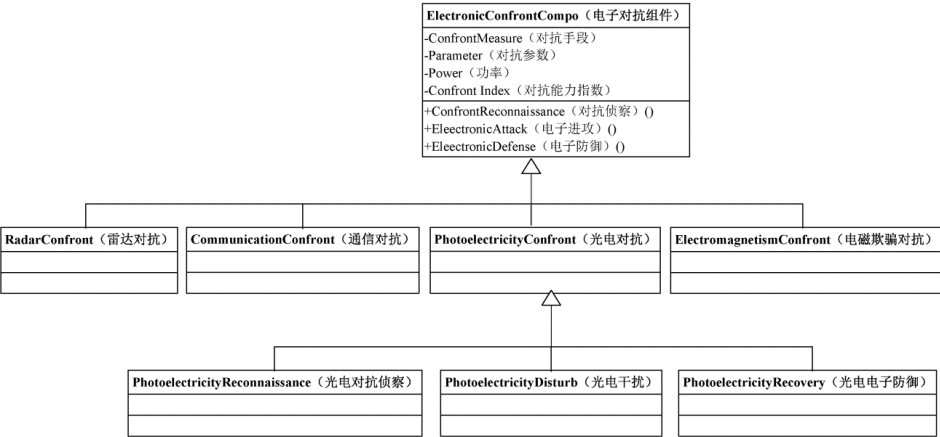 ElectronicConfrontCompo（电子对抗组件）
-ConfrontMeasure（对抗手段）
-Parameter（对抗参数）
-Power（功率）
-Confront Index（对抗能力指数）
+ConfrontReconnaissance（对抗侦察）()
+EleectronicAttack（电子进攻）()
+EleectronicDefense（电子防御）()
RadarConfront（雷达对抗）
CommunicationConfront（通信对抗）
PhotoelectricityConfront（光电对抗）
ElectromagnetismConfront（电磁欺骗对抗）
PhotoelectricityReconnaissance（光电对抗侦察）
PhotoelectricityDisturb（光电干扰）
PhotoelectricityRecovery（光电电子防御）